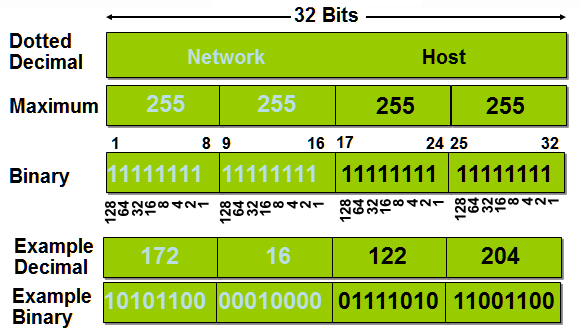 32 Bits
Dotted Decimal Network Host
Maximum 255 255 255 255
1 8 9 16 17 24 25 32
Binary 11111111 11111111 11111111 11111111
128 64 32 16 8 4 2 1 128 64 32 16 8 4 2 1 128 64 32 16 8 4 2 1 128 64 32 16 8 4 2 1
Example Decimal 172 16 122 204
Example Binary 10101100 00010000 01111010 11001100